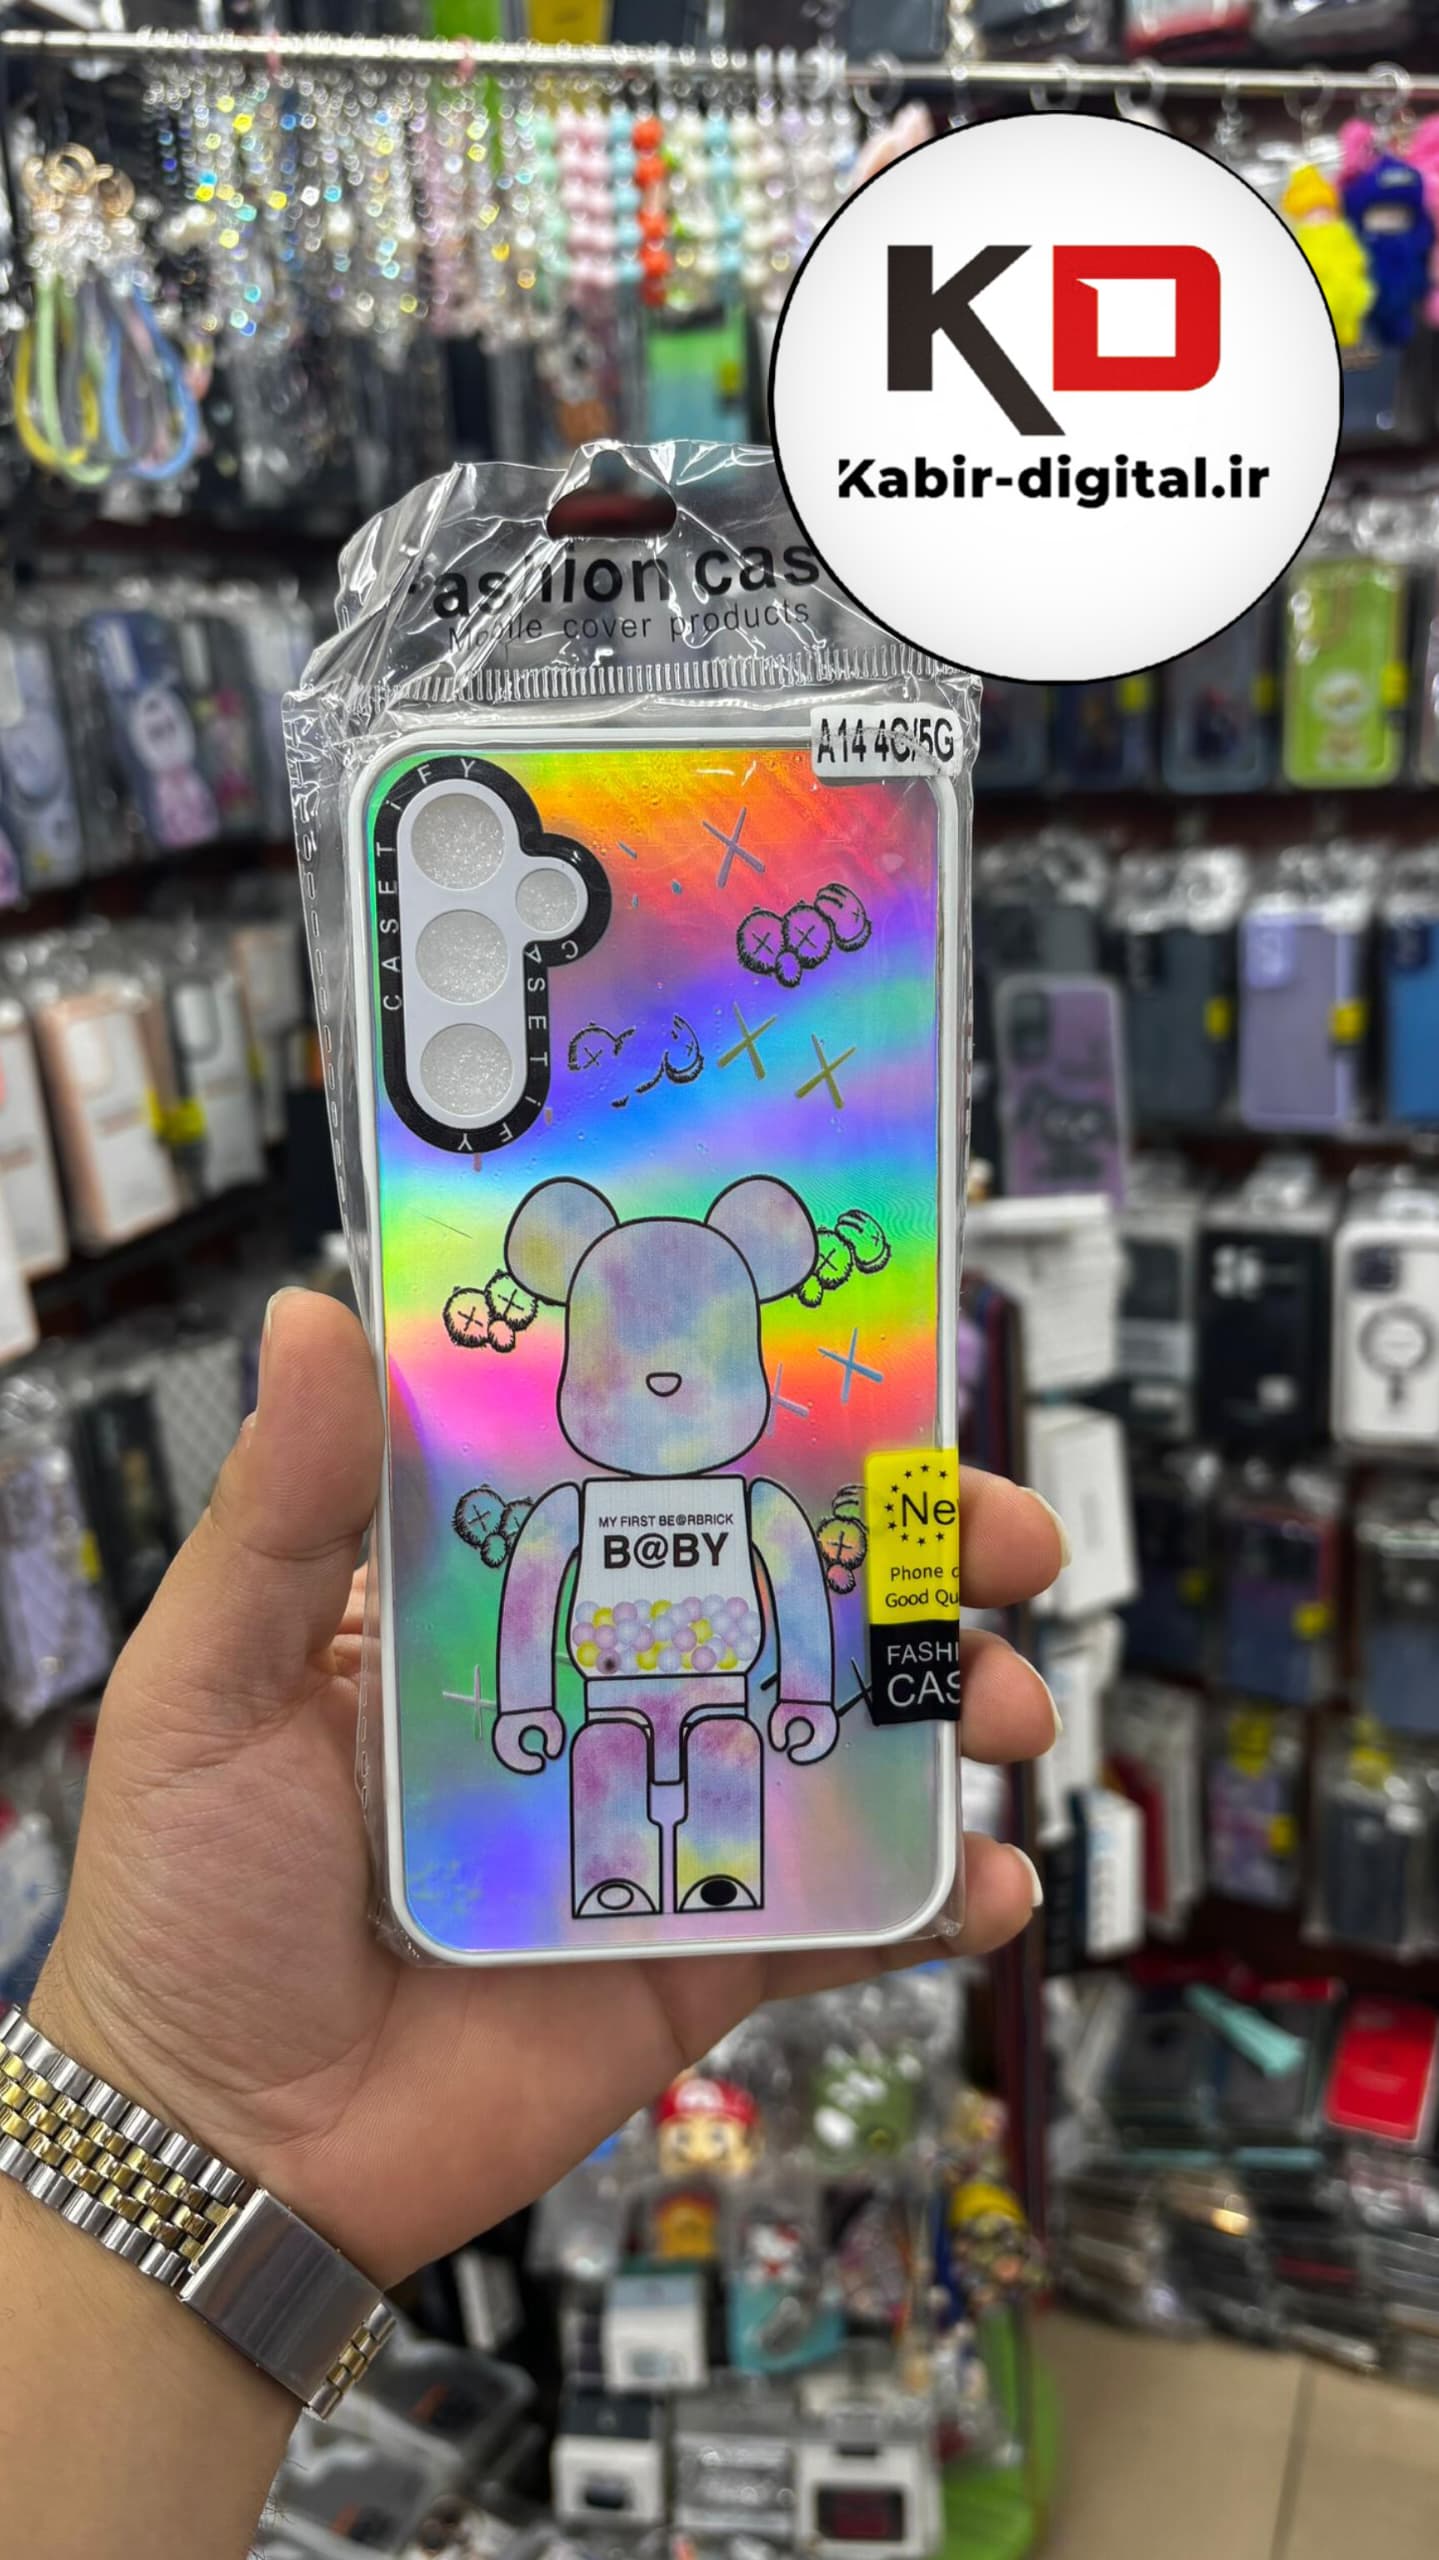 KD
Kabir-digital.ir
Fashion cas
Mobile cover products
A14 4G/5G
CASETiFY
CASETiFY
MY FIRST BE@RBRICK
B@BY
Ne
Phone c
Good Qu
FASHI
CAS